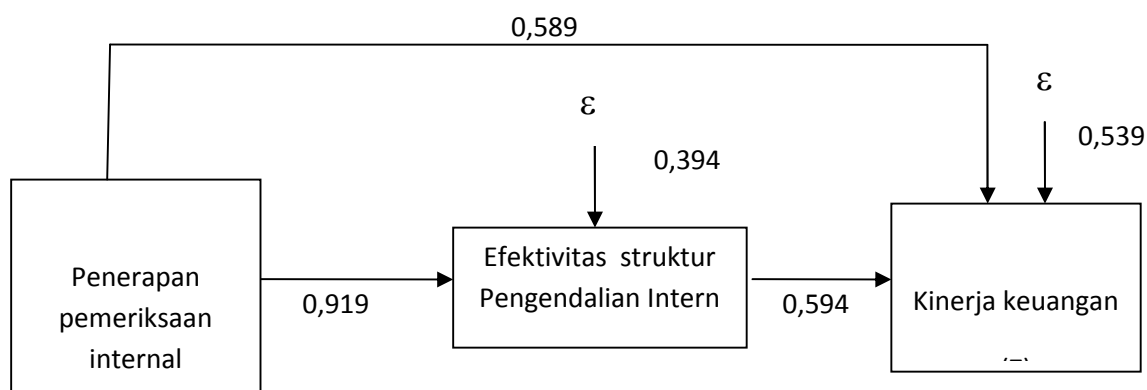 0,589
ε
0,539
ε
0,394
Penerapan
pemeriksaan
internal
0,919
Efektivitas struktur
Pengendalian Intern
0,594
Kinerja keuangan